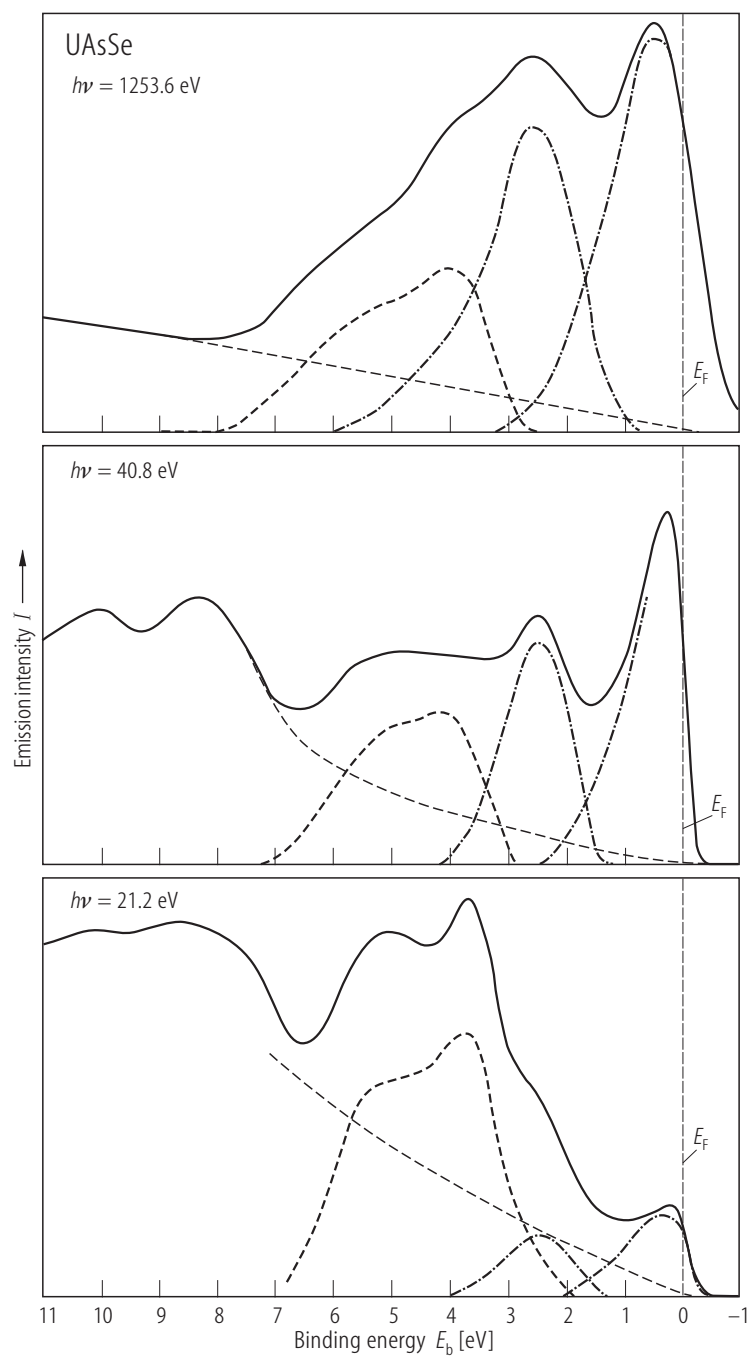 UAsSe
hν = 1253.6 eV
E_F
hν = 40.8 eV
E_F
hν = 21.2 eV
E_F
Emission intensity I
11 10 9 8 7 6 5 4 3 2 1 0 −1
Binding energy E_b [eV]